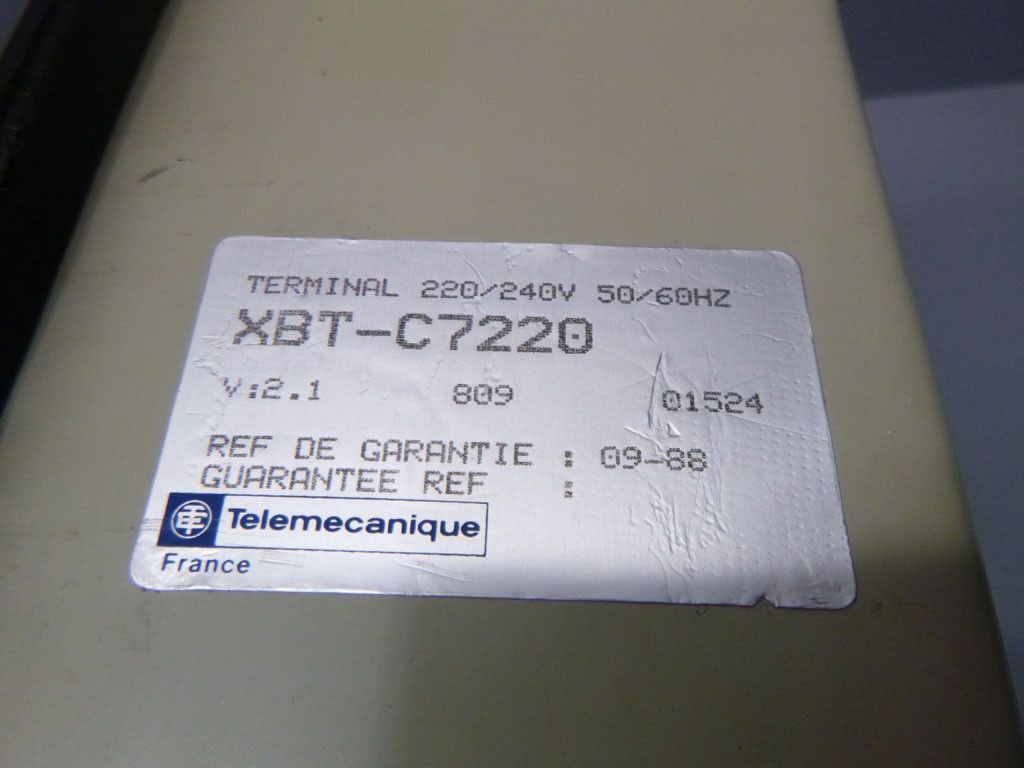 TERMINAL 220/240V 50/60HZ
XBT-C7220
V:2.1 809 01524
REF DE GARANTIE : 09-88
GUARANTEE REF :
Telemecanique
France